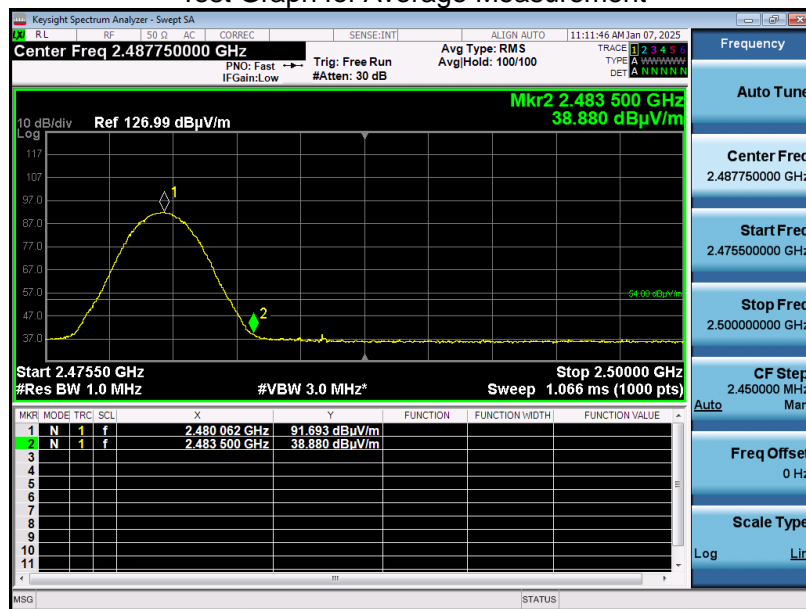 Test Graph for Average Measurement
Keysight Spectrum Analyzer - Swept SA
LXI RL RF 50 Ω AC CORREC SENSE:INT ALIGN AUTO 11:11:46 AM Jan 07, 2025
Center Freq 2.487750000 GHz
PNO: Fast
IFGain:Low
Trig: Free Run
#Atten: 30 dB
Avg Type: RMS
Avg|Hold: 100/100
TRACE 1 2 3 4 5 6
TYPE A WWWWW
DET A N N N N N
Mkr2 2.483 500 GHz
38.880 dBµV/m
10 dB/div Ref 126.99 dBµV/m
Log
117
107
97.0
87.0
77.0
67.0
57.0
47.0
37.0
1
2
54.00 dBµV/m
Start 2.47550 GHz Stop 2.50000 GHz
#Res BW 1.0 MHz #VBW 3.0 MHz* Sweep 1.066 ms (1000 pts)
MKR MODE TRC SCL X Y FUNCTION FUNCTION WIDTH FUNCTION VALUE
1 N 1 f 2.480 062 GHz 91.693 dBµV/m
2 N 1 f 2.483 500 GHz 38.880 dBµV/m
3
4
5
6
7
8
9
10
11
MSG STATUS
Frequency
Auto Tune
Center Freq
2.487750000 GHz
Start Freq
2.475500000 GHz
Stop Freq
2.500000000 GHz
CF Step
2.450000 MHz
Auto Man
Freq Offset
0 Hz
Scale Type
Log Lin